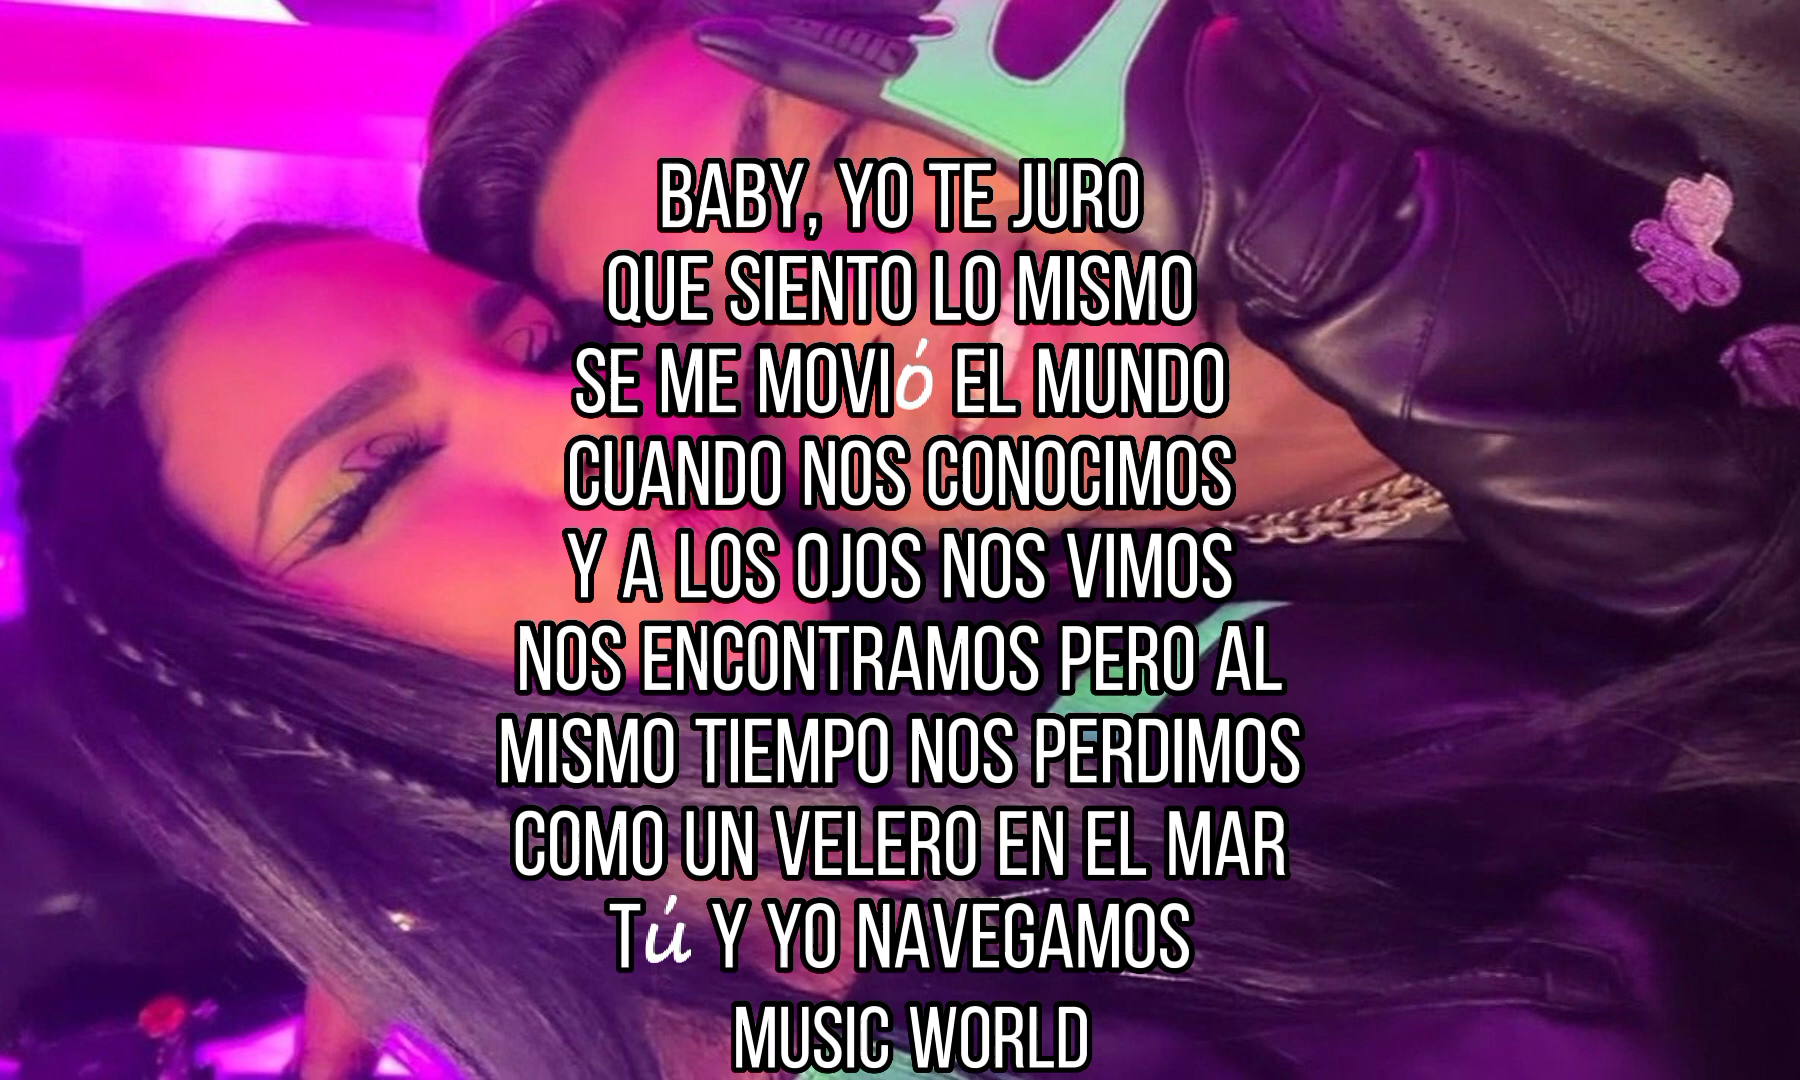 BABY, YO TE JURO
QUE SIENTO LO MISMO
SE ME MOVIó EL MUNDO
CUANDO NOS CONOCIMOS
Y A LOS OJOS NOS VIMOS
NOS ENCONTRAMOS PERO AL
MISMO TIEMPO NOS PERDIMOS
COMO UN VELERO EN EL MAR
Tú Y YO NAVEGAMOS
MUSIC WORLD